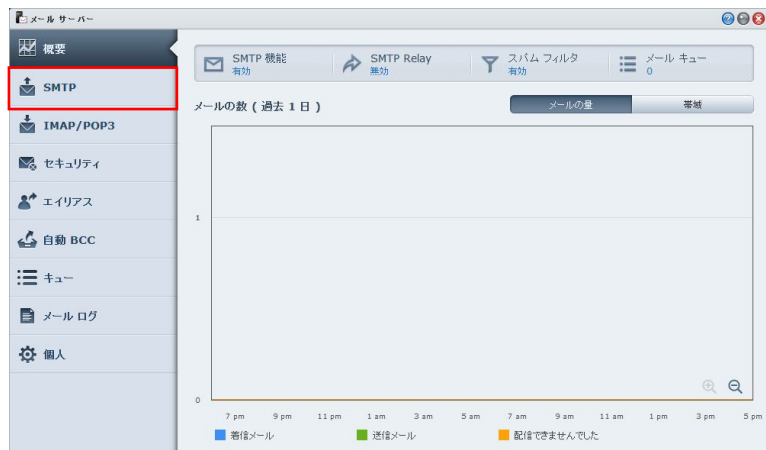 メール サーバー
概要
SMTP
IMAP/POP3
セキュリティ
エイリアス
自動 BCC
キュー
メール ログ
個人
SMTP 機能
有効
SMTP Relay
無効
スパム フィルタ
有効
メール キュー
0
メールの数 ( 過去 1 日 )
メールの量 帯域
1
0
7 pm 9 pm 11 pm 1 am 3 am 5 am 7 am 9 am 11 am 1 pm 3 pm 5 pm
着信メール 送信メール 配信できませんでした